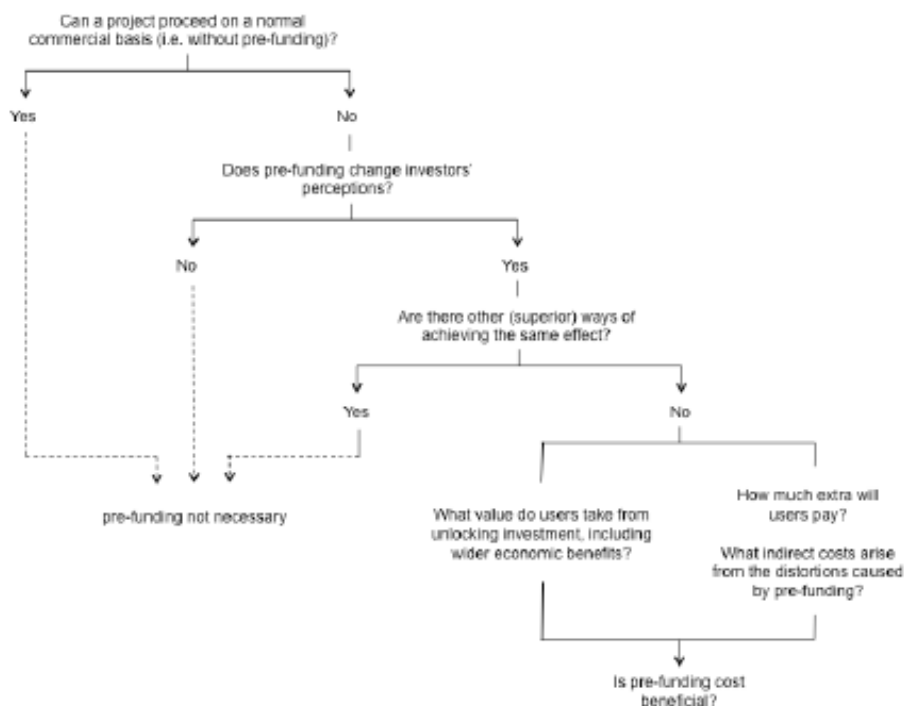 Can a project proceed on a normal
commercial basis (i.e. without pre-funding)?
Yes
No
Does pre-funding change investors'
perceptions?
No
Yes
Are there other (superior) ways of
achieving the same effect?
Yes
No
pre-funding not necessary
What value do users take from
unlocking investment, including
wider economic benefits?
How much extra will
users pay?
What indirect costs arise
from the distortions caused
by pre-funding?
Is pre-funding cost
beneficial?